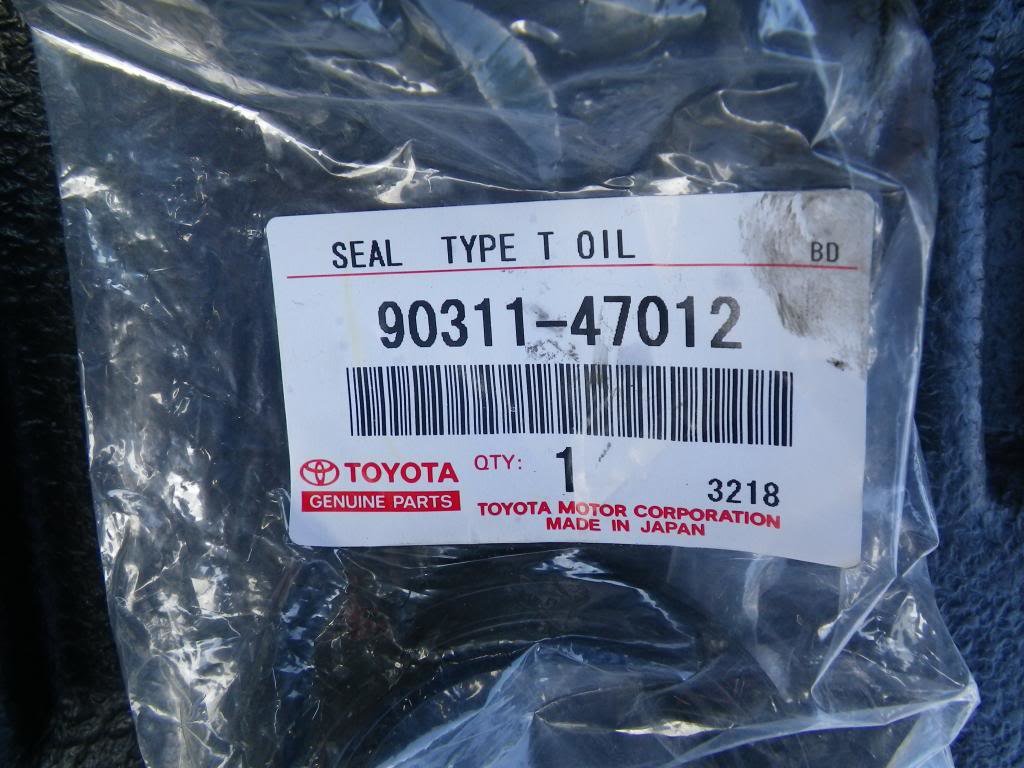 SEAL TYPE T OIL BD
90311-47012
TOYOTA QTY: 1
GENUINE PARTS 3218
TOYOTA MOTOR CORPORATION
MADE IN JAPAN